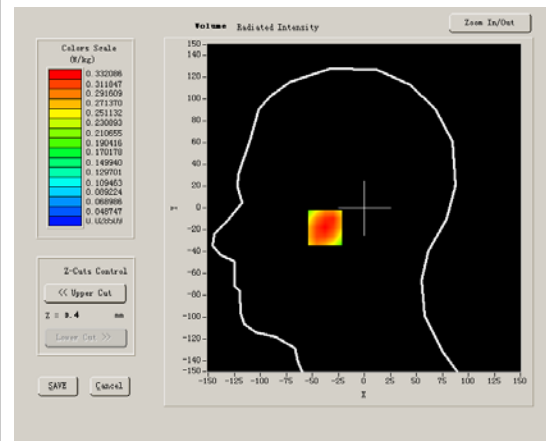 Volume Radiated Intensity
Zoom In/Out
Colors Scale
(W/kg)
0.332086
0.311847
0.291609
0.271370
0.251132
0.230893
0.210655
0.190416
0.170178
0.149940
0.129701
0.109463
0.089224
0.068986
0.048747
150
140
120
100
80
60
40
20
0
-20
-40
-60
-80
-100
-120
-140
-150
Y
-150 -125 -100 -75 -50 -25 0 25 50 75 100 125 150
X
Z-Cuts Control
<< Upper Cut
Z = 0.4 mm
Lower Cut >>
SAVE
Cancel